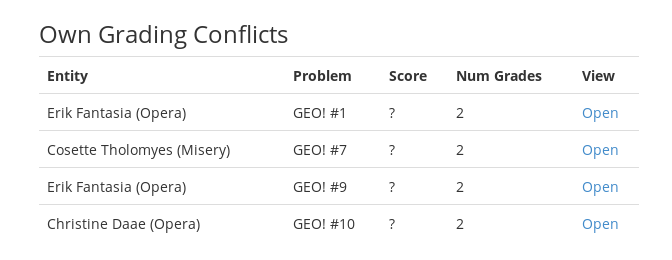 Own Grading Conflicts
Entity Problem Score Num Grades View
Erik Fantasia (Opera) GEO! #1 ? 2 Open
Cosette Tholomyes (Misery) GEO! #7 ? 2 Open
Erik Fantasia (Opera) GEO! #9 ? 2 Open
Christine Daae (Opera) GEO! #10 ? 2 Open